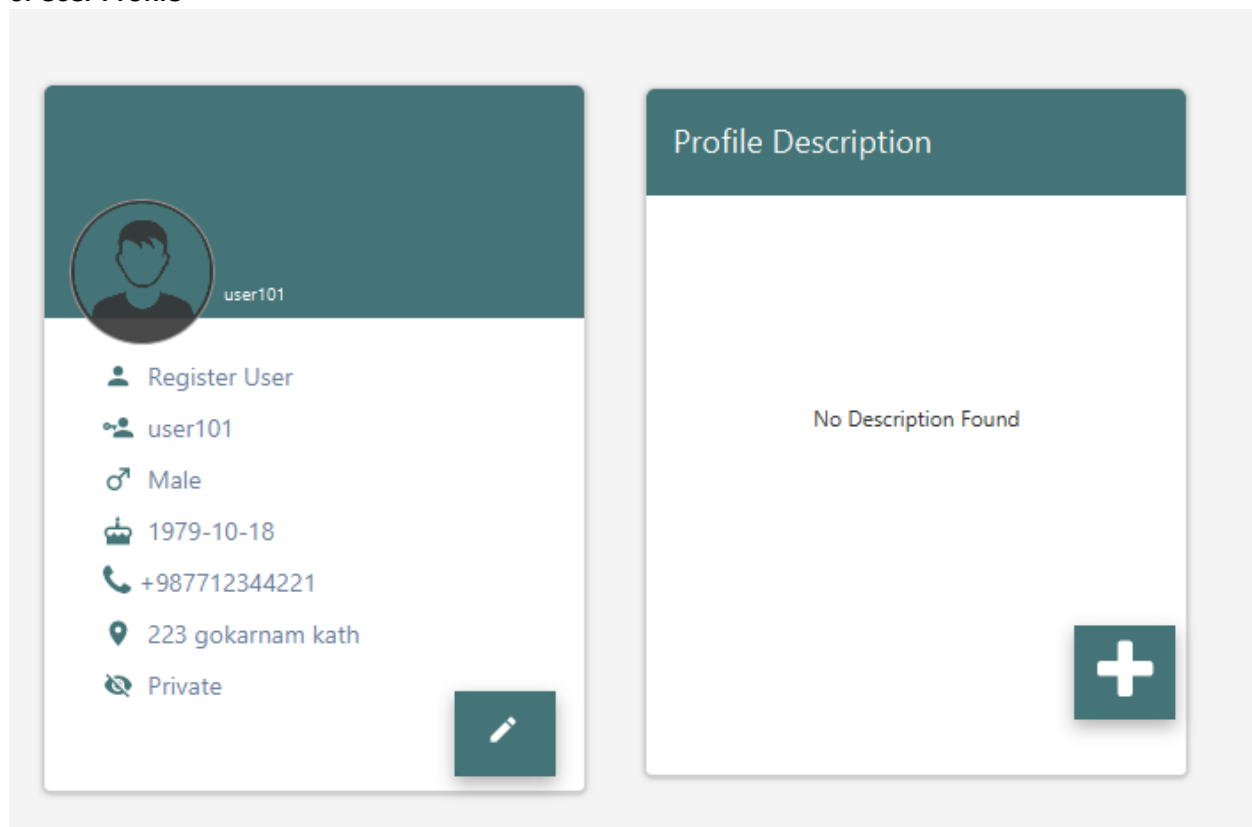 user101
Register User
user101
Male
1979-10-18
+987712344221
223 gokarnam kath
Private
Profile Description
No Description Found